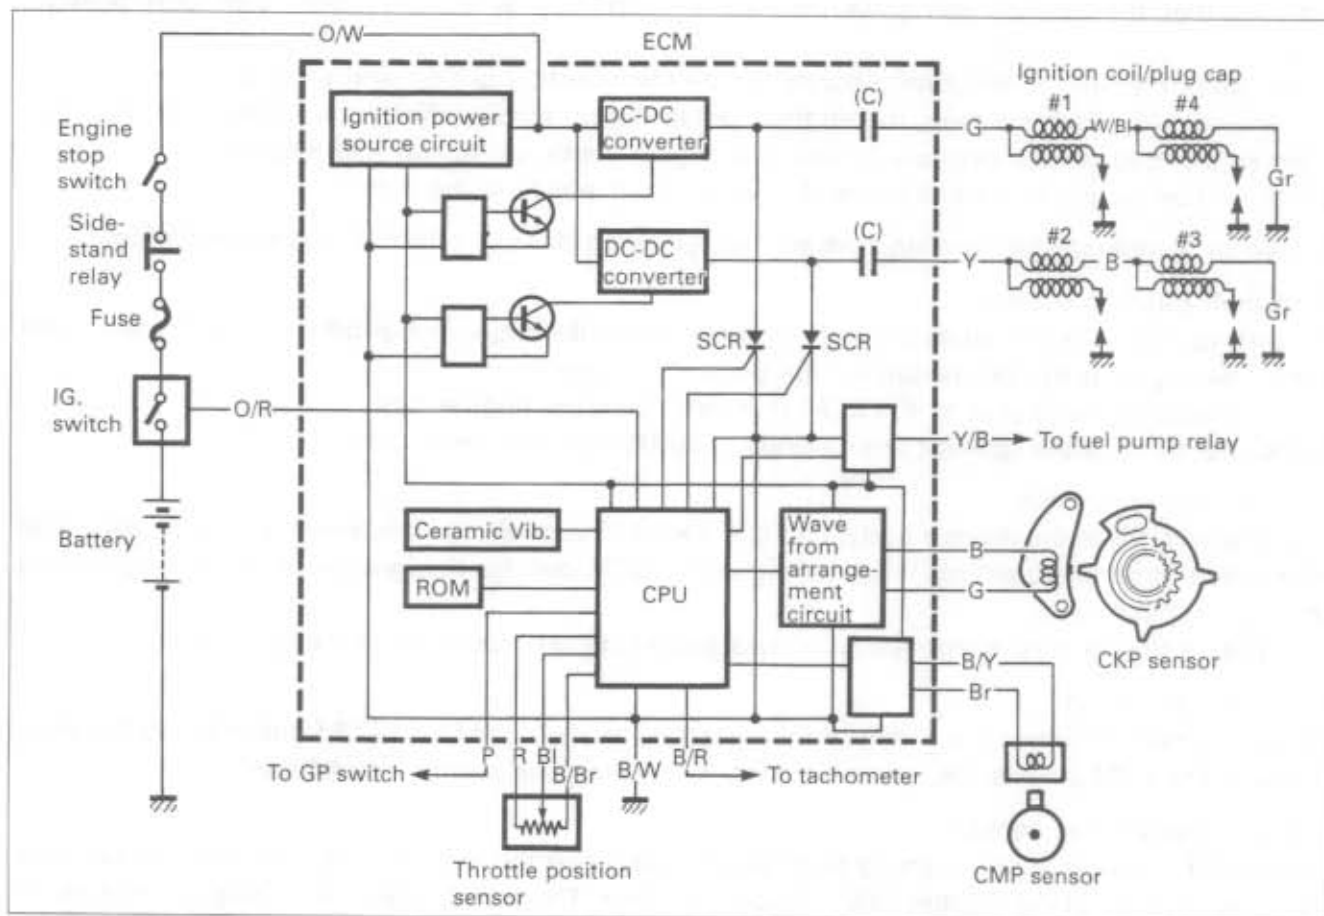 O/W
ECM
Ignition coil/plug cap
#1
#4
(C)
DC-DC
converter
Ignition power
source circuit
G
W/Bl
Gr
Engine
stop
switch
Side-
stand
relay
Fuse
IG.
switch
Battery
DC-DC
converter
(C)
Y
#2
B
#3
Gr
SCR
SCR
O/R
Y/B
To fuel pump relay
Ceramic Vib.
ROM
CPU
Wave
from
arrange-
ment
circuit
B
G
CKP sensor
B/Y
Br
P
R
Bl
B/Br
B/W
B/R
To GP switch
To tachometer
Throttle position
sensor
CMP sensor